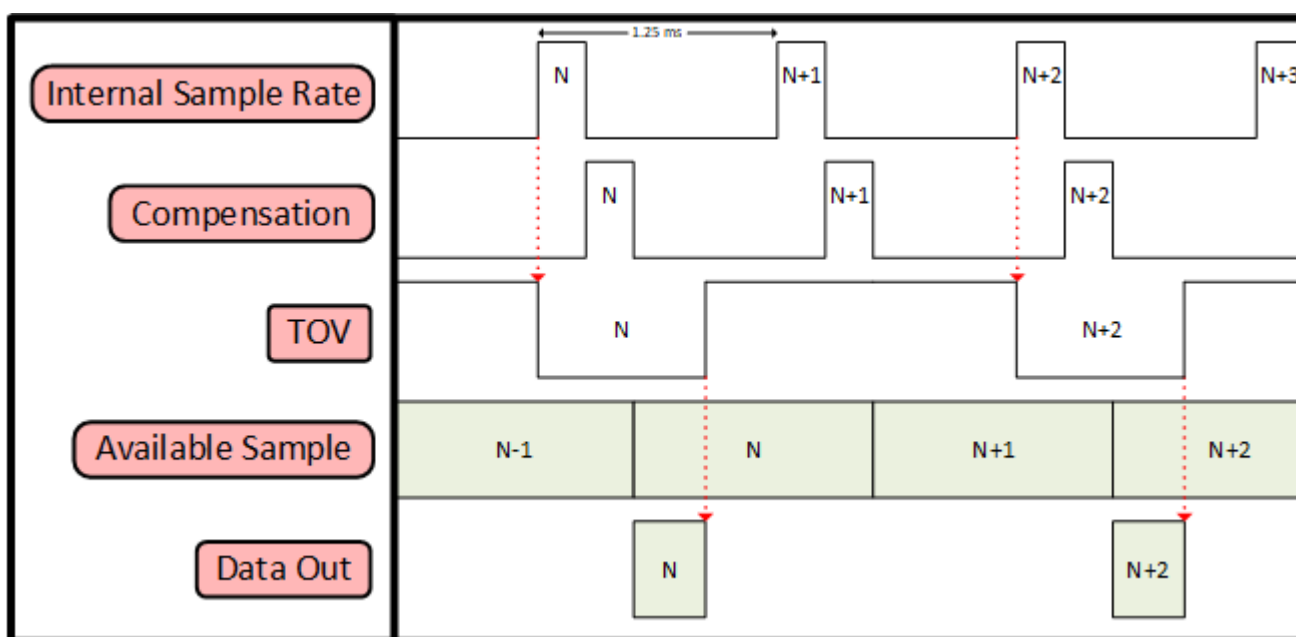 1.25 ms
Internal Sample Rate
N
N+1
N+2
N+3
Compensation
N
N+1
N+2
TOV
N
N+2
Available Sample
N-1
N
N+1
N+2
Data Out
N
N+2